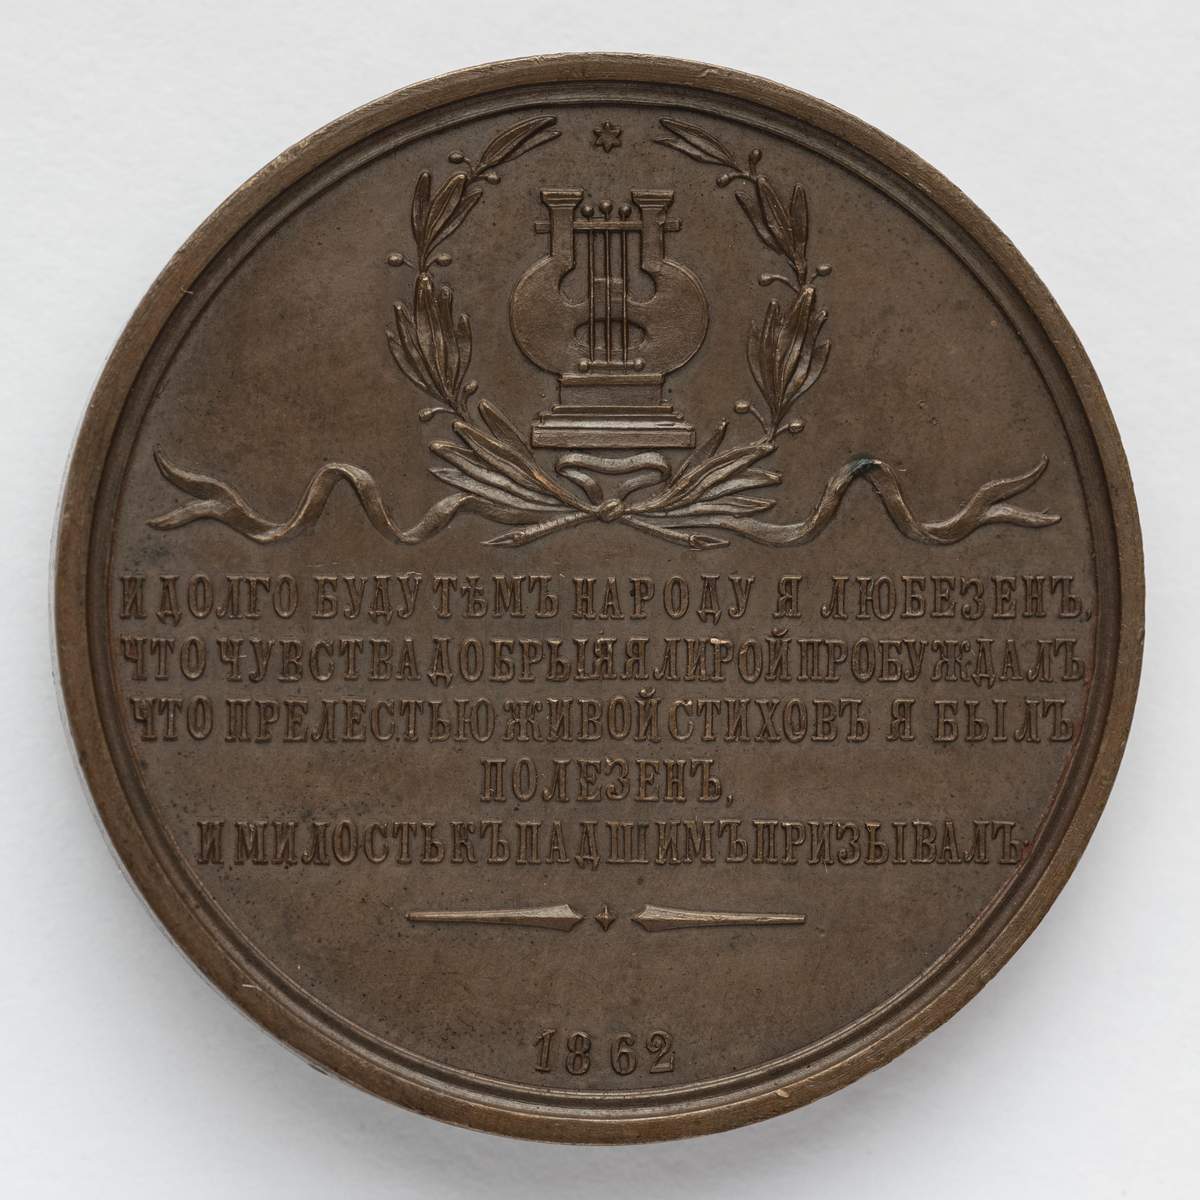 И ДОЛГО БУДУ ТѢМЪ НАРОДУ Я ЛЮБЕЗЕНЪ,
ЧТО ЧУВСТВА ДОБРЫЯ Я ЛИРОЙ ПРОБУЖДАЛЪ
ЧТО ПРЕЛЕСТЬЮ ЖИВОЙ СТИХОВЪ Я БЫЛЪ
ПОЛЕЗЕНЪ,
И МИЛОСТЬ КЪ ПАДШИМЪ ПРИЗЫВАЛЪ
1862